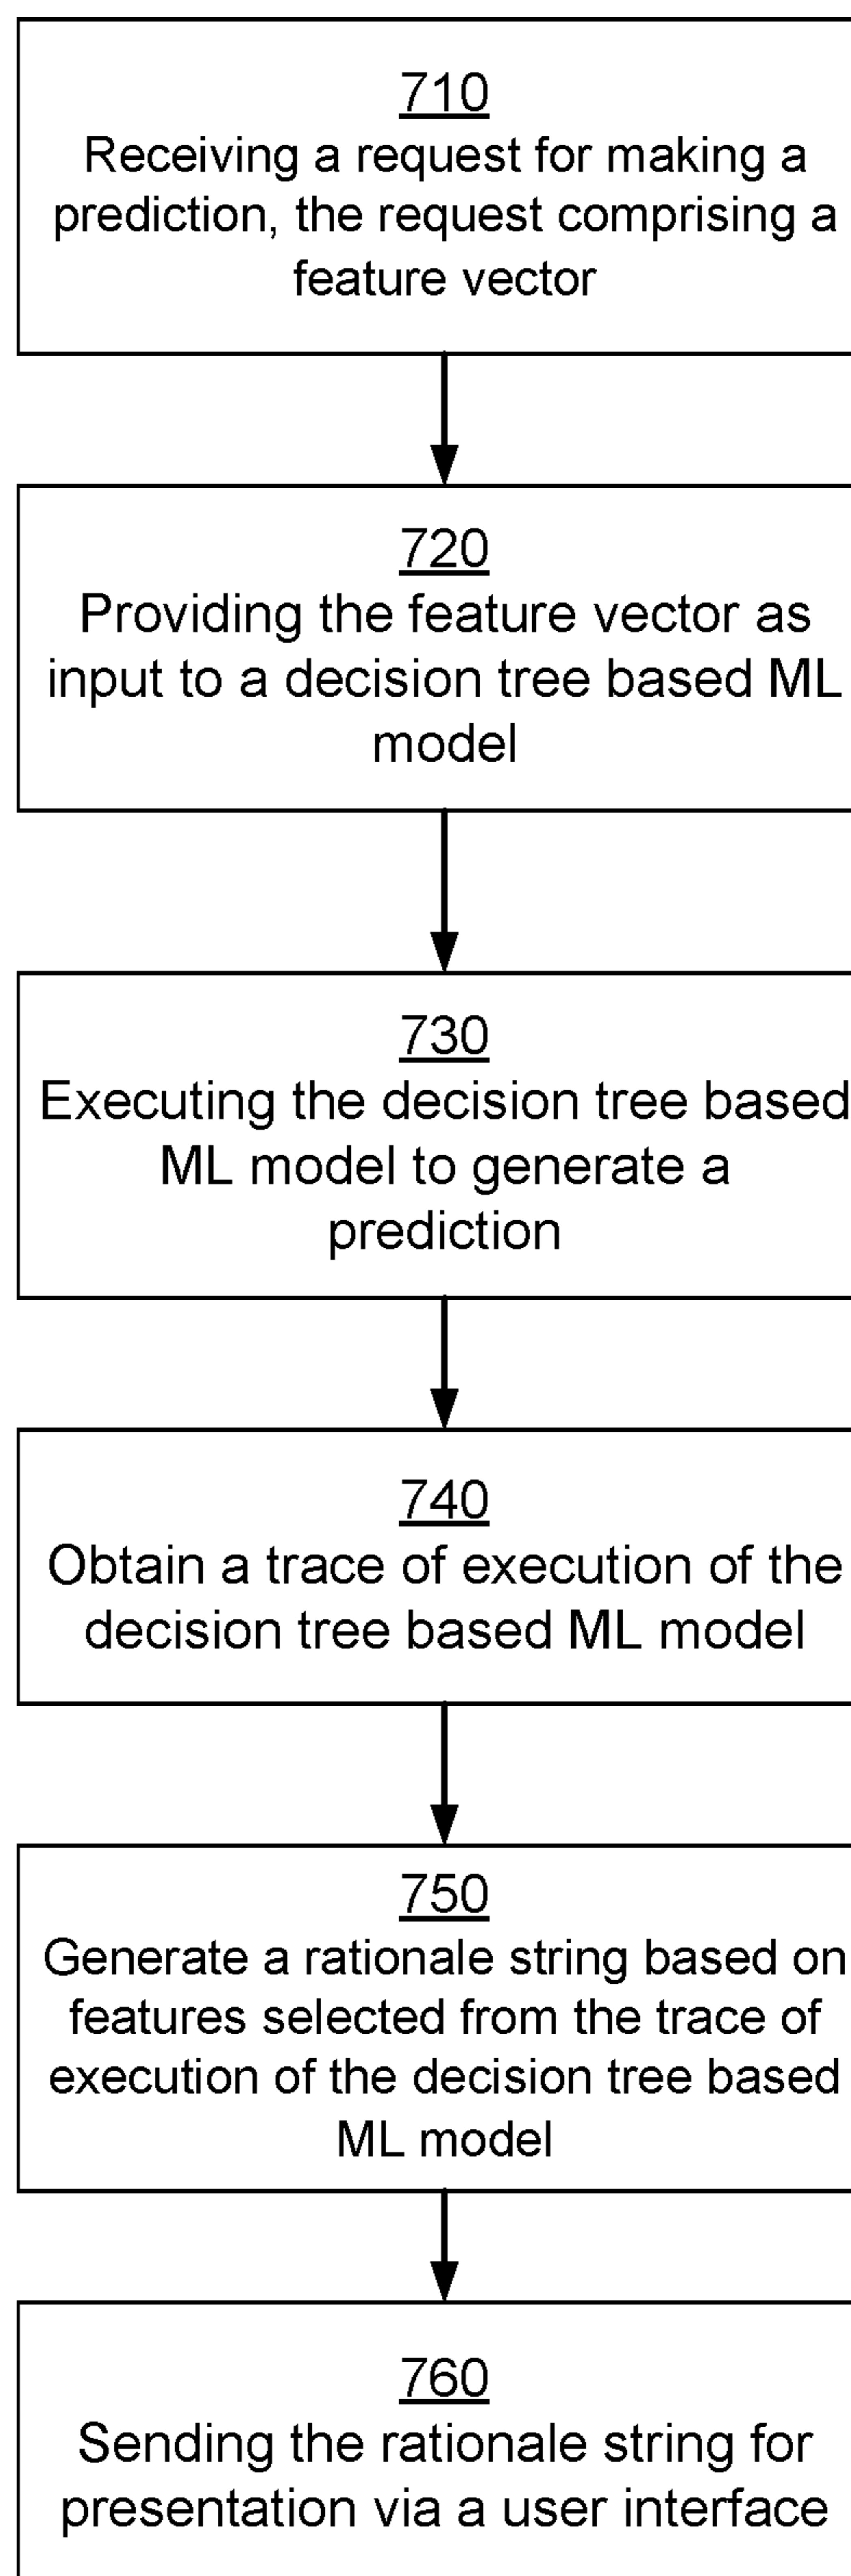 710
Receiving a request for making a
prediction, the request comprising a
feature vector
720
Providing the feature vector as
input to a decision tree based ML
model
730
Executing the decision tree based
ML model to generate a
prediction
740
Obtain a trace of execution of the
decision tree based ML model
750
Generate a rationale string based on
features selected from the trace of
execution of the decision tree based
ML model
760
Sending the rationale string for
presentation via a user interface